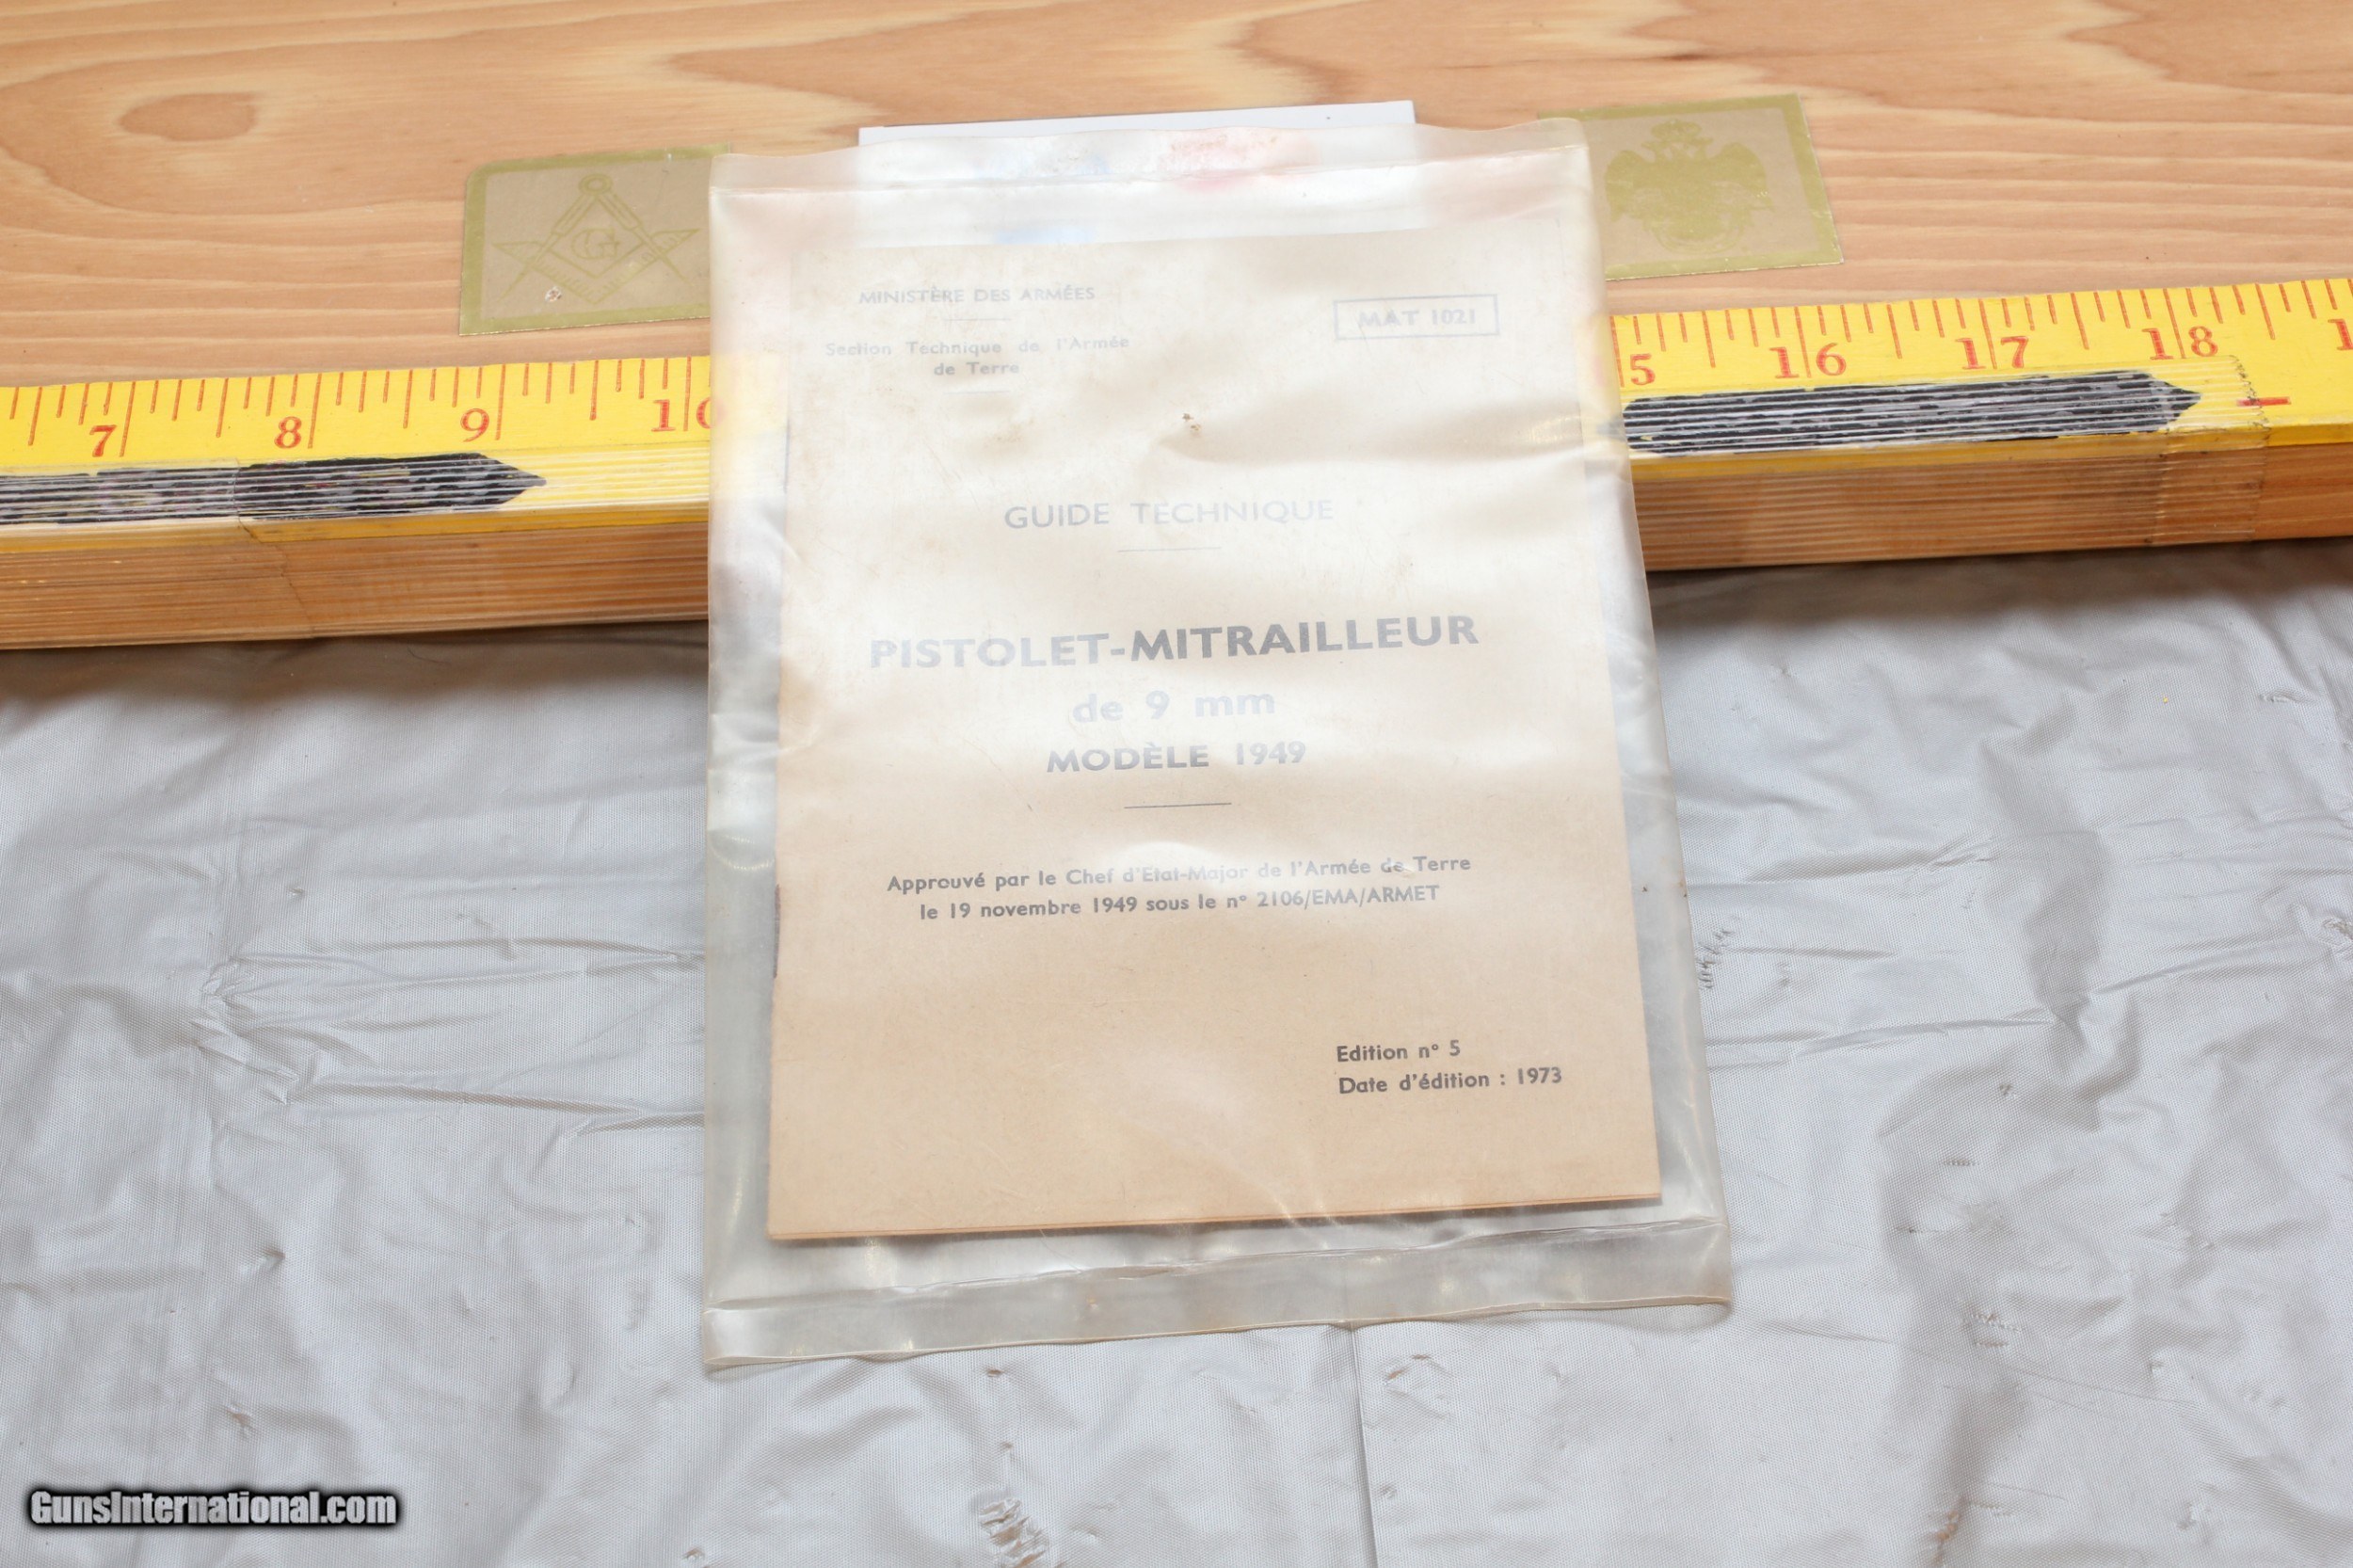 G
MINISTÈRE DES ARMÉES
MAT 1021
Section Technique de l'Armée
de Terre
7 8 9 10
5 16 17 18 1
GUIDE TECHNIQUE
PISTOLET-MITRAILLEUR
de 9 mm
MODÈLE 1949
Approuvé par le Chef d'Etat-Major de l'Armée de Terre
le 19 novembre 1949 sous le n° 2106/EMA/ARMET
Edition n° 5
Date d'édition : 1973
GunsInternational.com